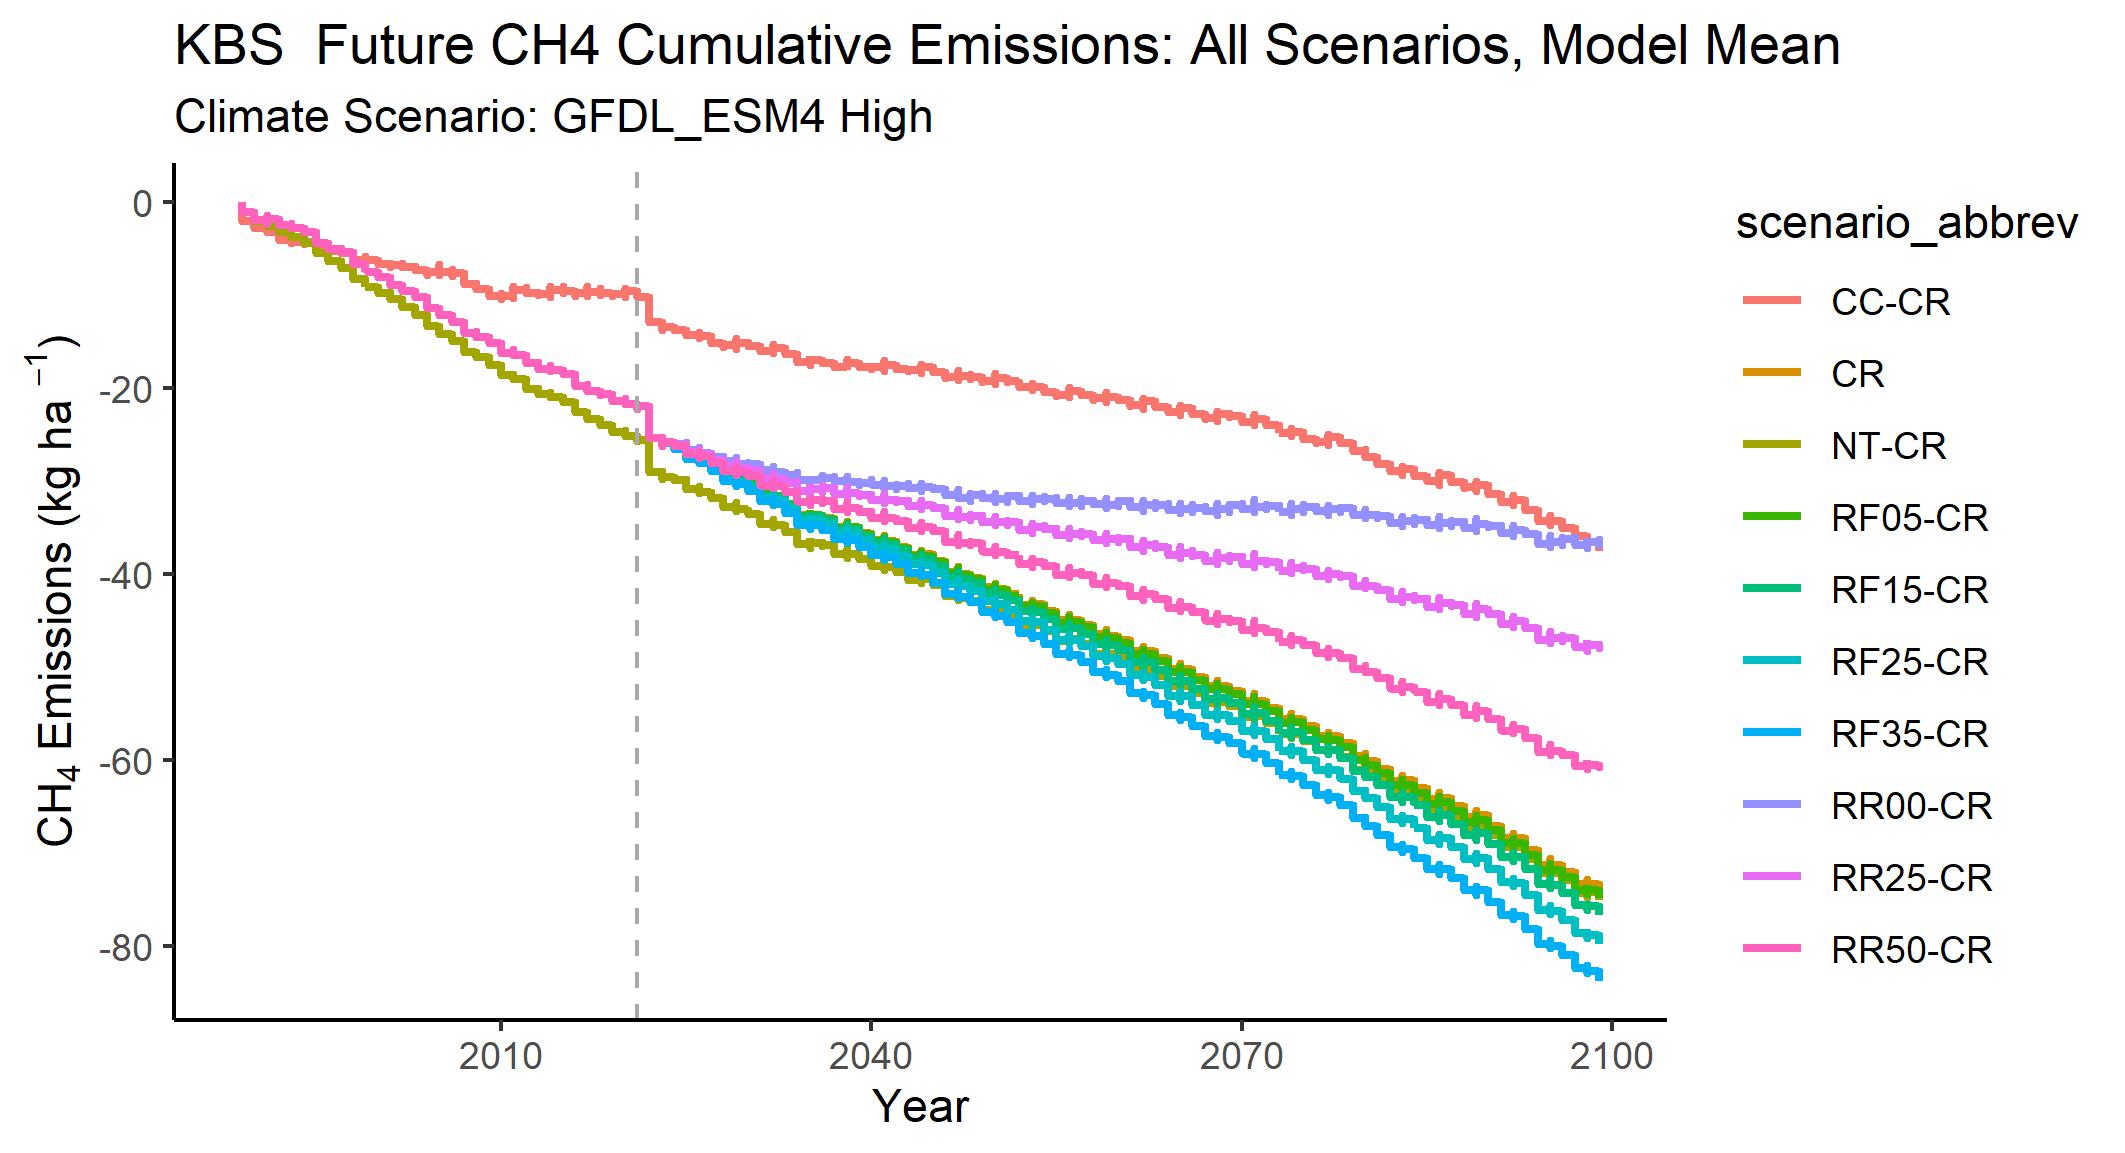 KBS  Future CH4 Cumulative Emissions: All Scenarios, Model Mean
Climate Scenario: GFDL_ESM4 High
CH₄ Emissions (kg ha ⁻¹)
0
-20
-40
-60
-80
2010
2040
2070
2100
Year
scenario_abbrev
CC-CR
CR
NT-CR
RF05-CR
RF15-CR
RF25-CR
RF35-CR
RR00-CR
RR25-CR
RR50-CR